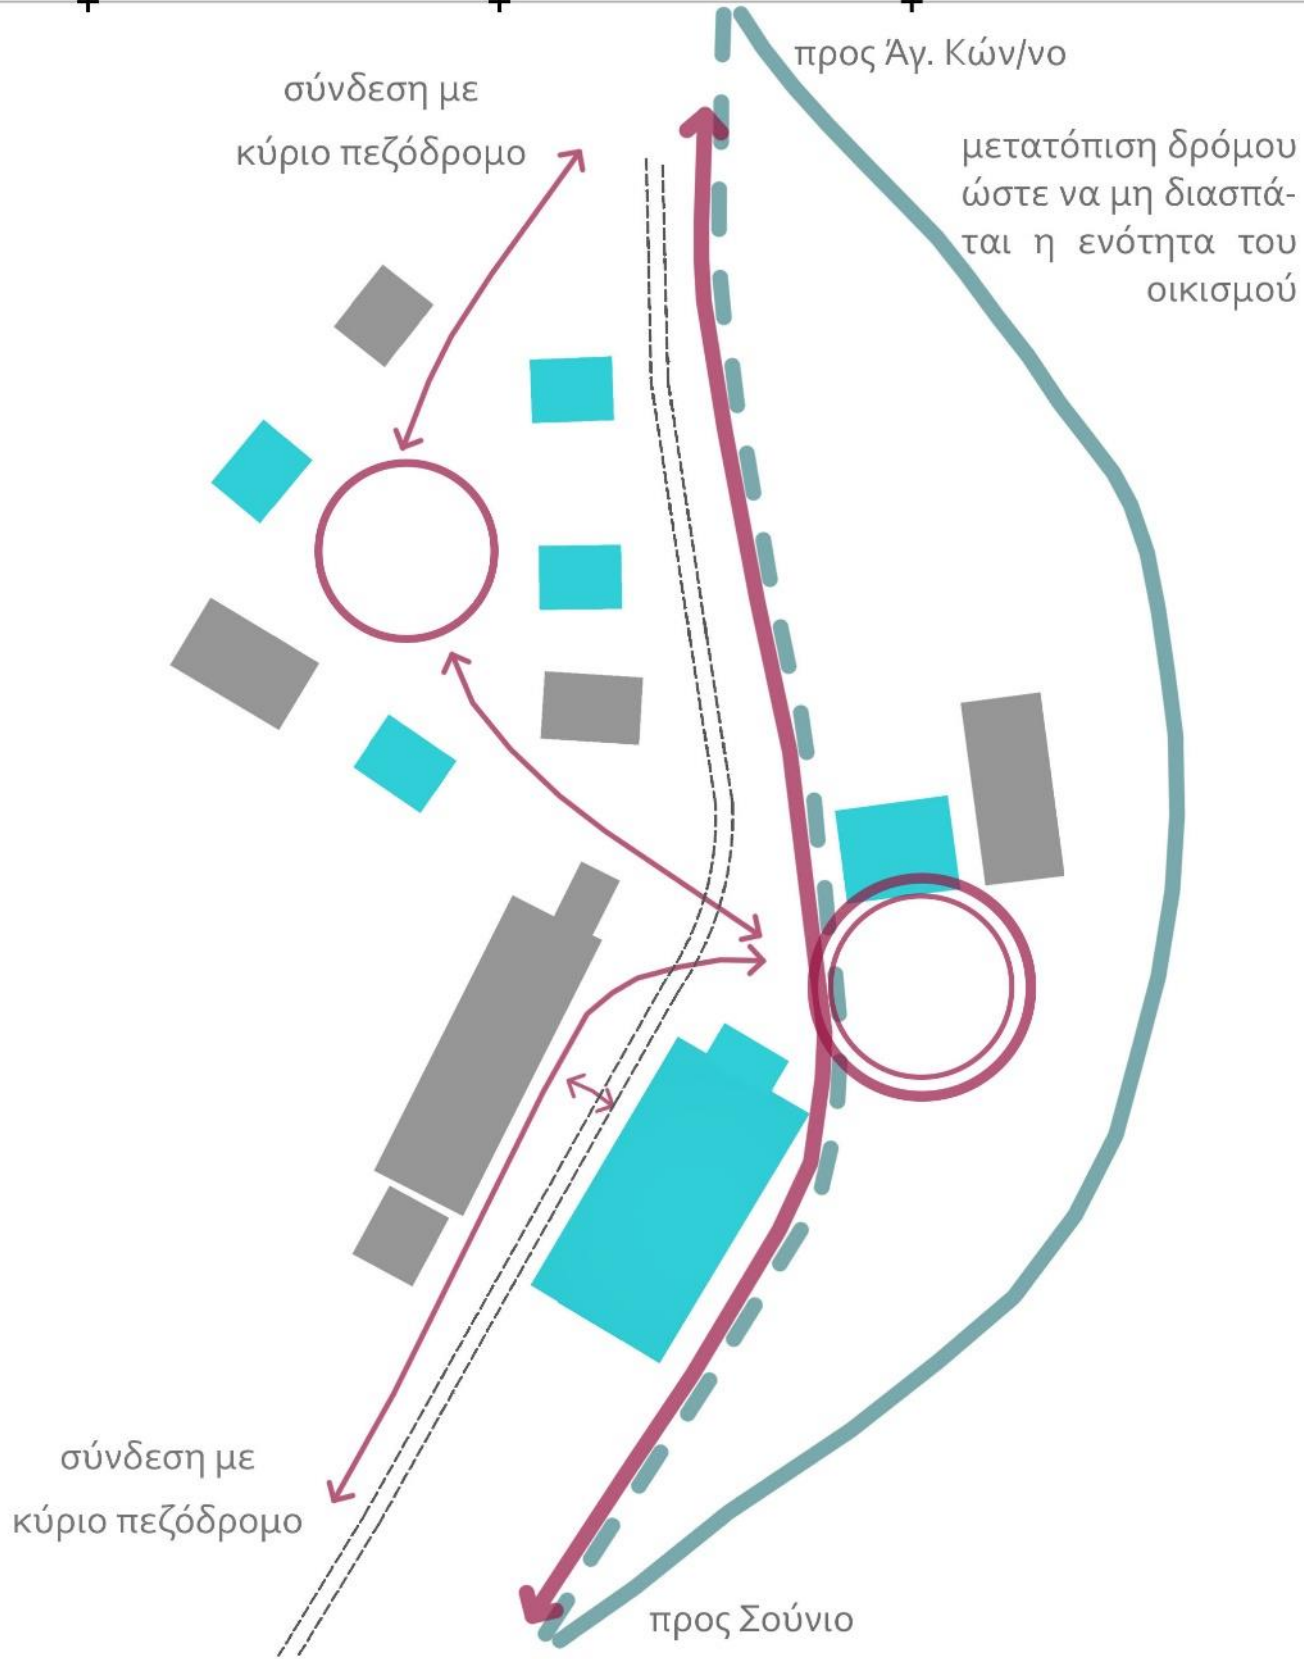 προς Άγ. Κών/νο
σύνδεση με
κύριο πεζόδρομο
μετατόπιση δρόμου
ώστε να μη διασπά-
ται η ενότητα του
οικισμού
σύνδεση με
κύριο πεζόδρομο
προς Σούνιο